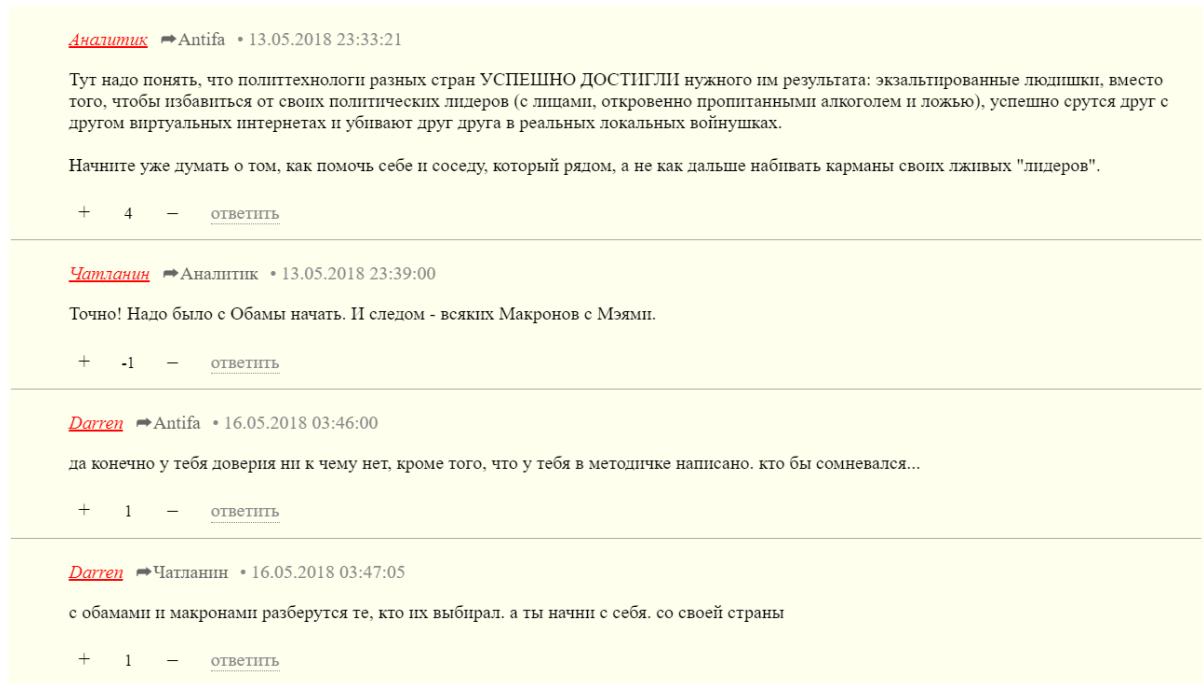 Аналитик ➦Antifa • 13.05.2018 23:33:21
Тут надо понять, что политтехнологи разных стран УСПЕШНО ДОСТИГЛИ нужного им результата: экзальтированные людишки, вместо
того, чтобы избавиться от своих политических лидеров (с лицами, откровенно пропитанными алкоголем и ложью), успешно срутся друг с
другом виртуальных интернетах и убивают друг друга в реальных локальных войнушках.
Начните уже думать о том, как помочь себе и соседу, который рядом, а не как дальше набивать карманы своих лживых "лидеров".
+ 4 – ответить
Чатланин ➦Аналитик • 13.05.2018 23:39:00
Точно! Надо было с Обамы начать. И следом - всяких Макронов с Мэями.
+ -1 – ответить
Darren ➦Antifa • 16.05.2018 03:46:00
да конечно у тебя доверия ни к чему нет, кроме того, что у тебя в методичке написано. кто бы сомневался...
+ 1 – ответить
Darren ➦Чатланин • 16.05.2018 03:47:05
с обамами и макронами разберутся те, кто их выбирал. а ты начни с себя. со своей страны
+ 1 – ответить